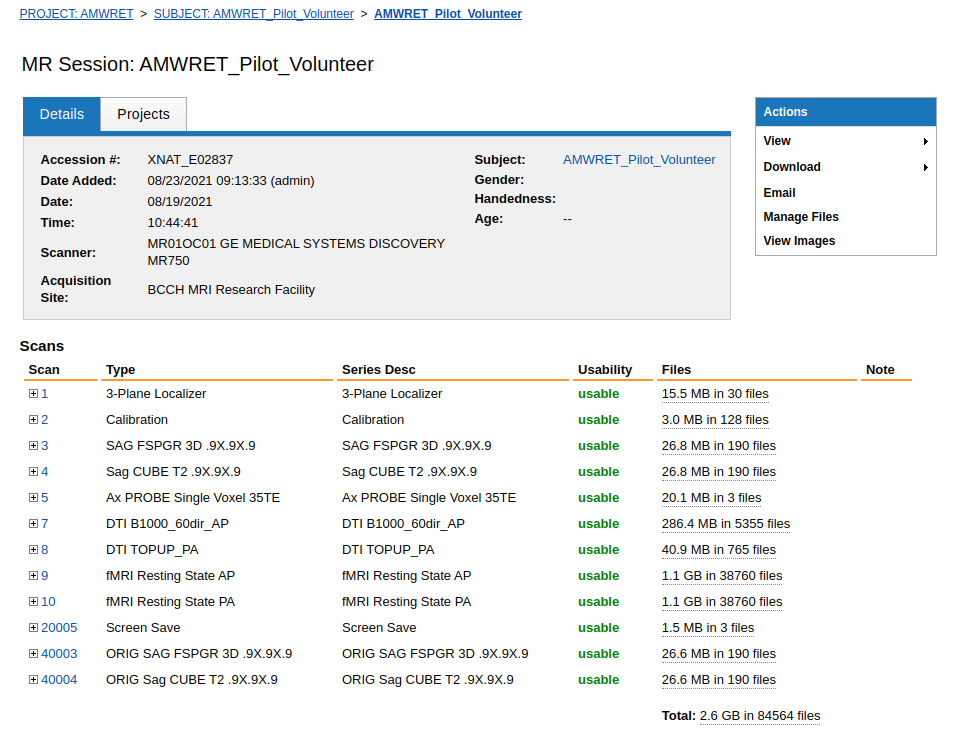 PROJECT: AMWRET > SUBJECT: AMWRET_Pilot_Volunteer > AMWRET_Pilot_Volunteer
MR Session: AMWRET_Pilot_Volunteer
Details Projects
Accession #: XNAT_E02837
Date Added: 08/23/2021 09:13:33 (admin)
Date: 08/19/2021
Time: 10:44:41
Scanner: MR01OC01 GE MEDICAL SYSTEMS DISCOVERY
MR750
Acquisition
Site: BCCH MRI Research Facility
Subject: AMWRET_Pilot_Volunteer
Gender:
Handedness:
Age: --
Actions
View
Download
Email
Manage Files
View Images
Scans
Scan Type Series Desc Usability Files Note
1 3-Plane Localizer 3-Plane Localizer usable 15.5 MB in 30 files
2 Calibration Calibration usable 3.0 MB in 128 files
3 SAG FSPGR 3D .9X.9X.9 SAG FSPGR 3D .9X.9X.9 usable 26.8 MB in 190 files
4 Sag CUBE T2 .9X.9X.9 Sag CUBE T2 .9X.9X.9 usable 26.8 MB in 190 files
5 Ax PROBE Single Voxel 35TE Ax PROBE Single Voxel 35TE usable 20.1 MB in 3 files
7 DTI B1000_60dir_AP DTI B1000_60dir_AP usable 286.4 MB in 5355 files
8 DTI TOPUP_PA DTI TOPUP_PA usable 40.9 MB in 765 files
9 fMRI Resting State AP fMRI Resting State AP usable 1.1 GB in 38760 files
10 fMRI Resting State PA fMRI Resting State PA usable 1.1 GB in 38760 files
20005 Screen Save Screen Save usable 1.5 MB in 3 files
40003 ORIG SAG FSPGR 3D .9X.9X.9 ORIG SAG FSPGR 3D .9X.9X.9 usable 26.6 MB in 190 files
40004 ORIG Sag CUBE T2 .9X.9X.9 ORIG Sag CUBE T2 .9X.9X.9 usable 26.6 MB in 190 files
Total: 2.6 GB in 84564 files